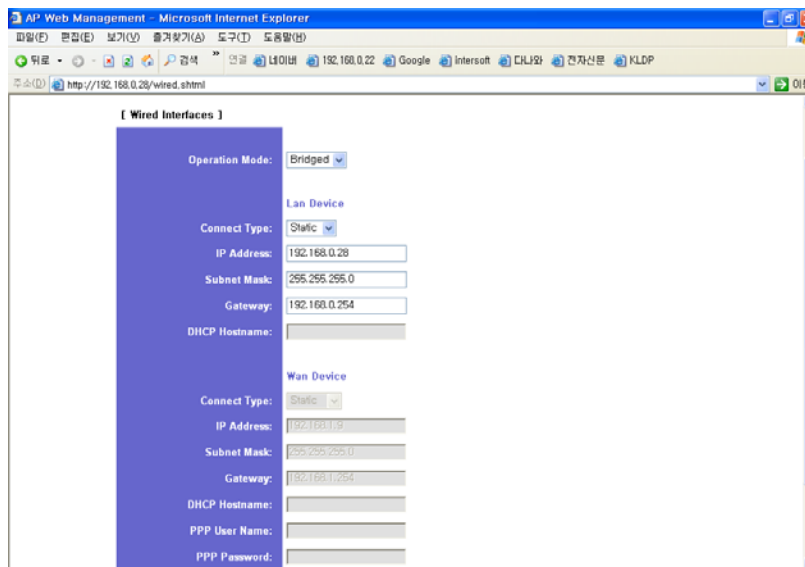 AP Web Management - Microsoft Internet Explorer
파일(F) 편집(E) 보기(V) 즐겨찾기(A) 도구(T) 도움말(H)
뒤로 검색 » 연결 네이버 192.168.0.22 Google Intersoft 다나와 전자신문 KLDP
주소(D) http://192.168.0.28/wired.shtml
[ Wired Interfaces ]
Operation Mode: Bridged
Lan Device
Connect Type: Static
IP Address: 192.168.0.28
Subnet Mask: 255.255.255.0
Gateway: 192.168.0.254
DHCP Hostname:
Wan Device
Connect Type: Static
IP Address: 192.168.1.9
Subnet Mask: 255.255.255.0
Gateway: 192.168.1.254
DHCP Hostname:
PPP User Name:
PPP Password: